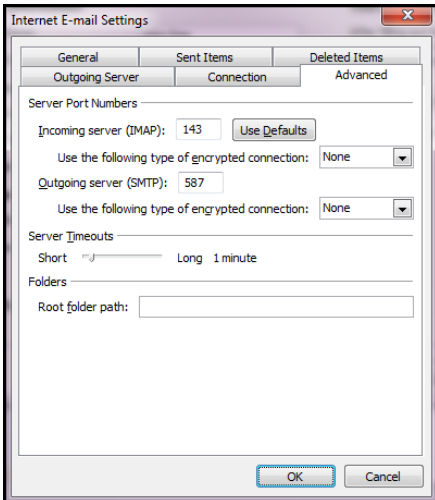 Internet E-mail Settings
General Sent Items Deleted Items
Outgoing Server Connection Advanced
Server Port Numbers
Incoming server (IMAP): 143 Use Defaults
Use the following type of encrypted connection: None
Outgoing server (SMTP): 587
Use the following type of encrypted connection: None
Server Timeouts
Short Long 1 minute
Folders
Root folder path:
OK Cancel